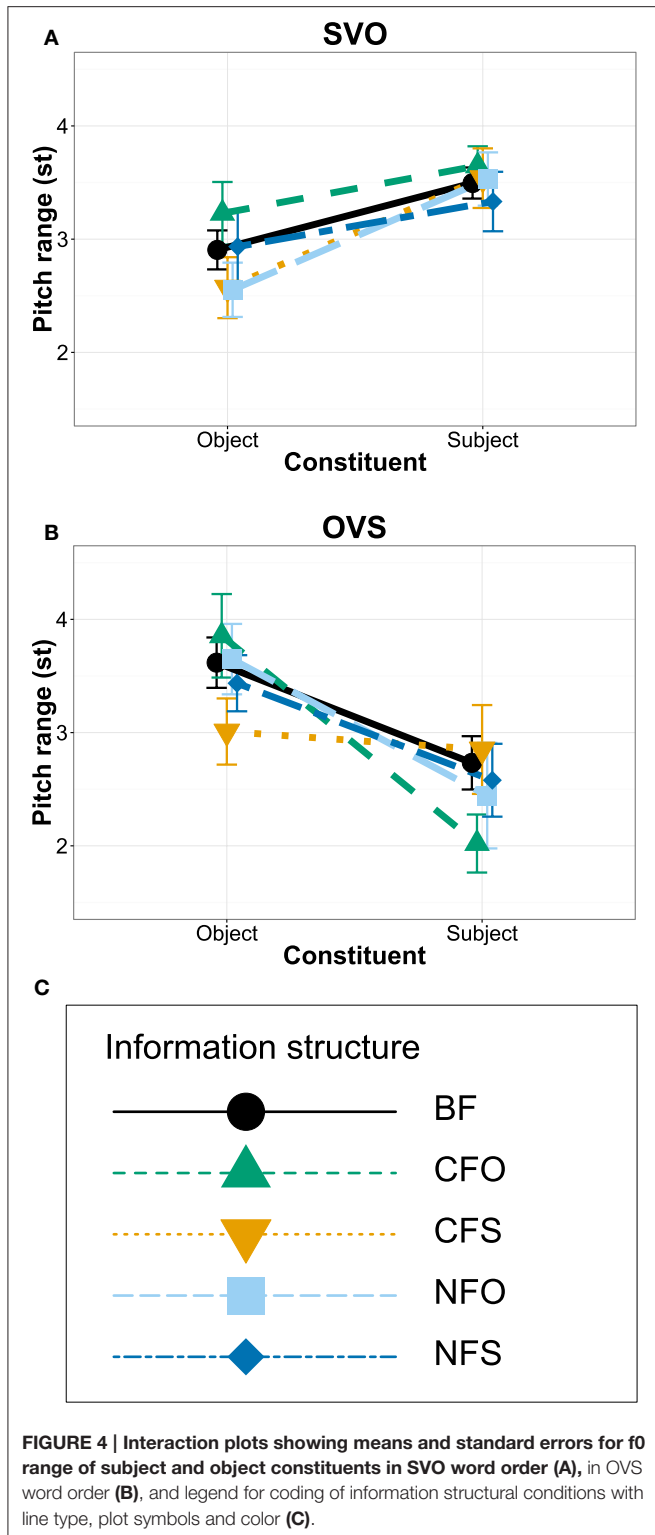 A
SVO
4
3
2
Pitch range (st)
Object
Subject
Constituent
B
OVS
4
3
2
Pitch range (st)
Object
Subject
Constituent
C
Information structure
BF
CFO
CFS
NFO
NFS
FIGURE 4 | Interaction plots showing means and standard errors for f0
range of subject and object constituents in SVO word order (A), in OVS
word order (B), and legend for coding of information structural conditions with
line type, plot symbols and color (C).